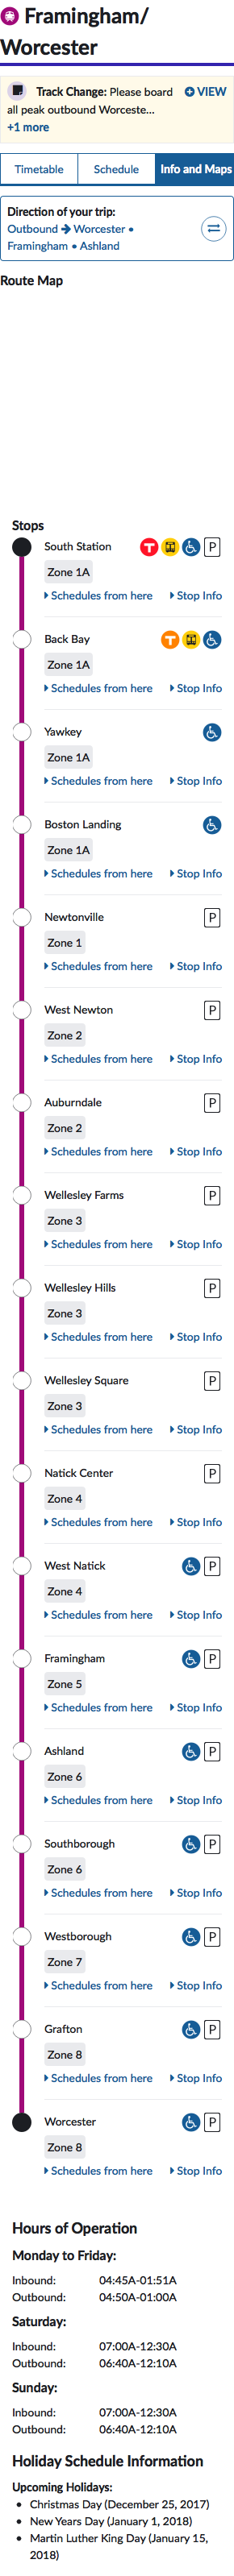 Framingham/
Worcester
Track Change: Please board
all peak outbound Worceste...
VIEW
+1 more
Timetable
Schedule
Info and Maps
Direction of your trip:
Outbound → Worcester •
Framingham • Ashland
Route Map
Stops
South Station T P
Zone 1A
Schedules from here Stop Info
Back Bay T
Zone 1A
Schedules from here Stop Info
Yawkey
Zone 1A
Schedules from here Stop Info
Boston Landing
Zone 1A
Schedules from here Stop Info
Newtonville P
Zone 1
Schedules from here Stop Info
West Newton P
Zone 2
Schedules from here Stop Info
Auburndale P
Zone 2
Schedules from here Stop Info
Wellesley Farms P
Zone 3
Schedules from here Stop Info
Wellesley Hills P
Zone 3
Schedules from here Stop Info
Wellesley Square P
Zone 3
Schedules from here Stop Info
Natick Center P
Zone 4
Schedules from here Stop Info
West Natick P
Zone 4
Schedules from here Stop Info
Framingham P
Zone 5
Schedules from here Stop Info
Ashland P
Zone 6
Schedules from here Stop Info
Southborough P
Zone 6
Schedules from here Stop Info
Westborough P
Zone 7
Schedules from here Stop Info
Grafton P
Zone 8
Schedules from here Stop Info
Worcester P
Zone 8
Schedules from here Stop Info
Hours of Operation
Monday to Friday:
Inbound: 04:45A-01:51A
Outbound: 04:50A-01:00A
Saturday:
Inbound: 07:00A-12:30A
Outbound: 06:40A-12:10A
Sunday:
Inbound: 07:00A-12:30A
Outbound: 06:40A-12:10A
Holiday Schedule Information
Upcoming Holidays:
• Christmas Day (December 25, 2017)
• New Years Day (January 1, 2018)
• Martin Luther King Day (January 15,
2018)